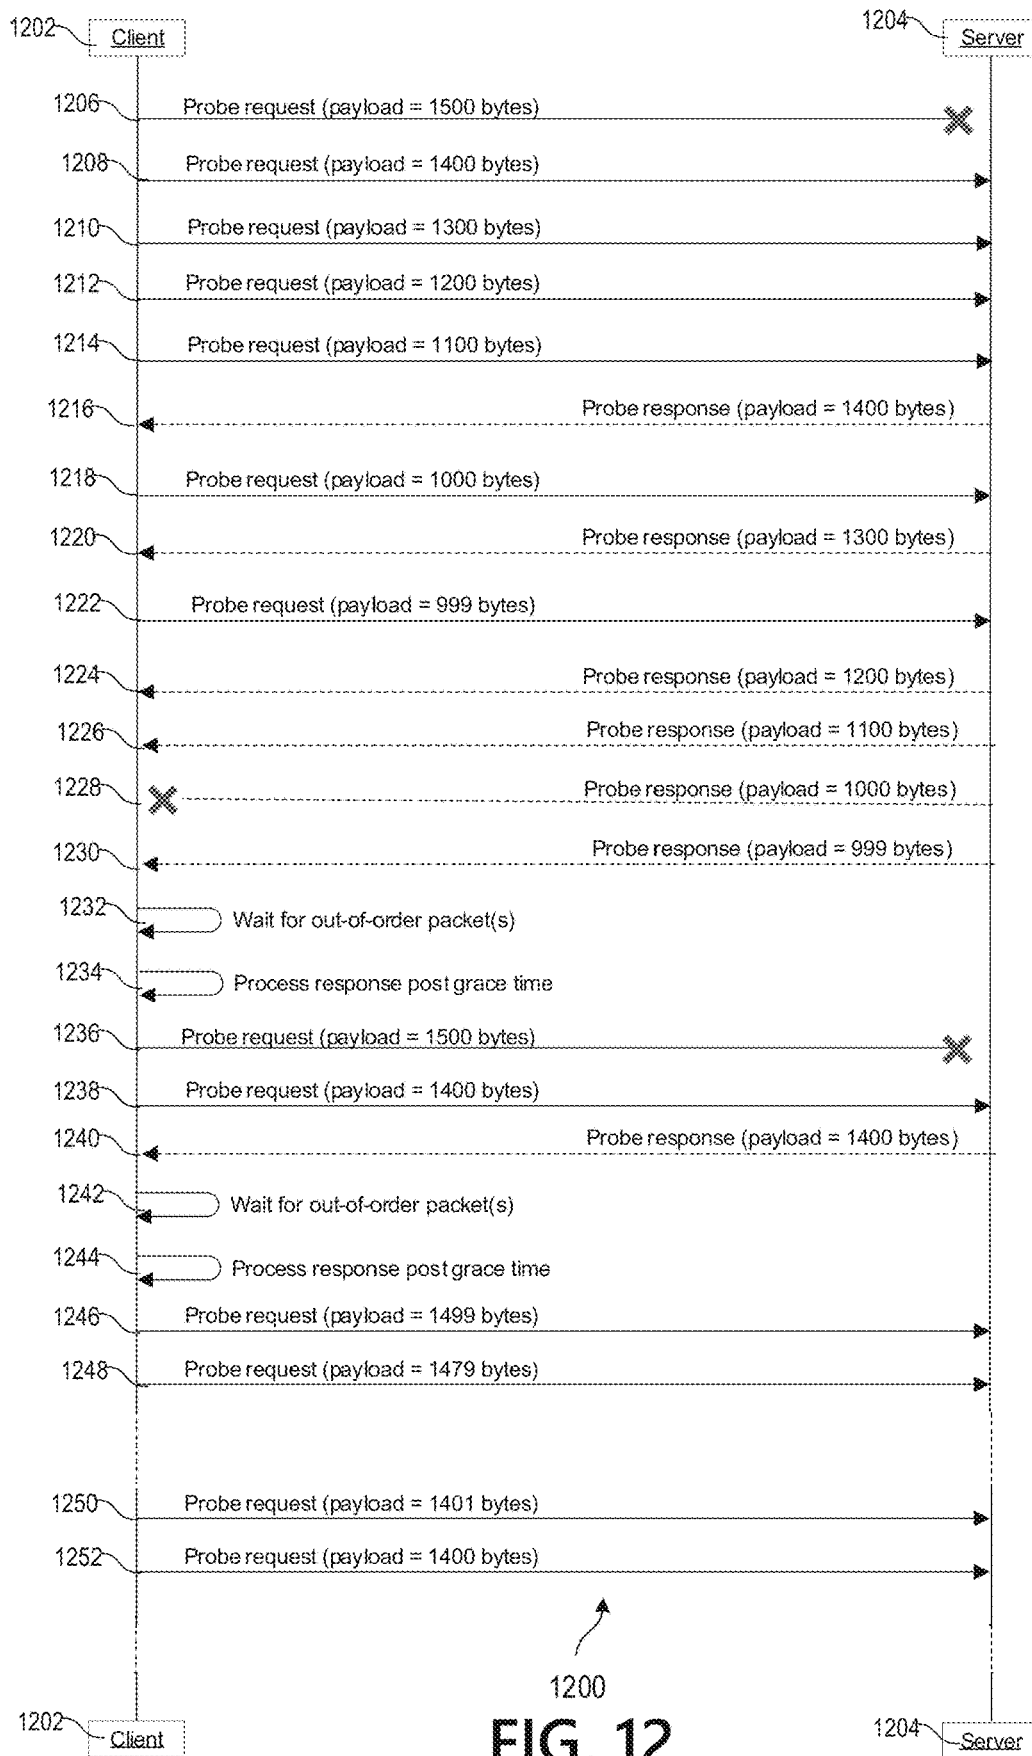 1202 Client 1204 Server
1206 Probe request (payload = 1500 bytes)
1208 Probe request (payload = 1400 bytes)
1210 Probe request (payload = 1300 bytes)
1212 Probe request (payload = 1200 bytes)
1214 Probe request (payload = 1100 bytes)
1216 Probe response (payload = 1400 bytes)
1218 Probe request (payload = 1000 bytes)
1220 Probe response (payload = 1300 bytes)
1222 Probe request (payload = 999 bytes)
1224 Probe response (payload = 1200 bytes)
1226 Probe response (payload = 1100 bytes)
1228 Probe response (payload = 1000 bytes)
1230 Probe response (payload = 999 bytes)
1232 Wait for out-of-order packet(s)
1234 Process response post grace time
1236 Probe request (payload = 1500 bytes)
1238 Probe request (payload = 1400 bytes)
1240 Probe response (payload = 1400 bytes)
1242 Wait for out-of-order packet(s)
1244 Process response post grace time
1246 Probe request (payload = 1499 bytes)
1248 Probe request (payload = 1479 bytes)
1250 Probe request (payload = 1401 bytes)
1252 Probe request (payload = 1400 bytes)
1200
1202 Client FIG. 12 1204 Server